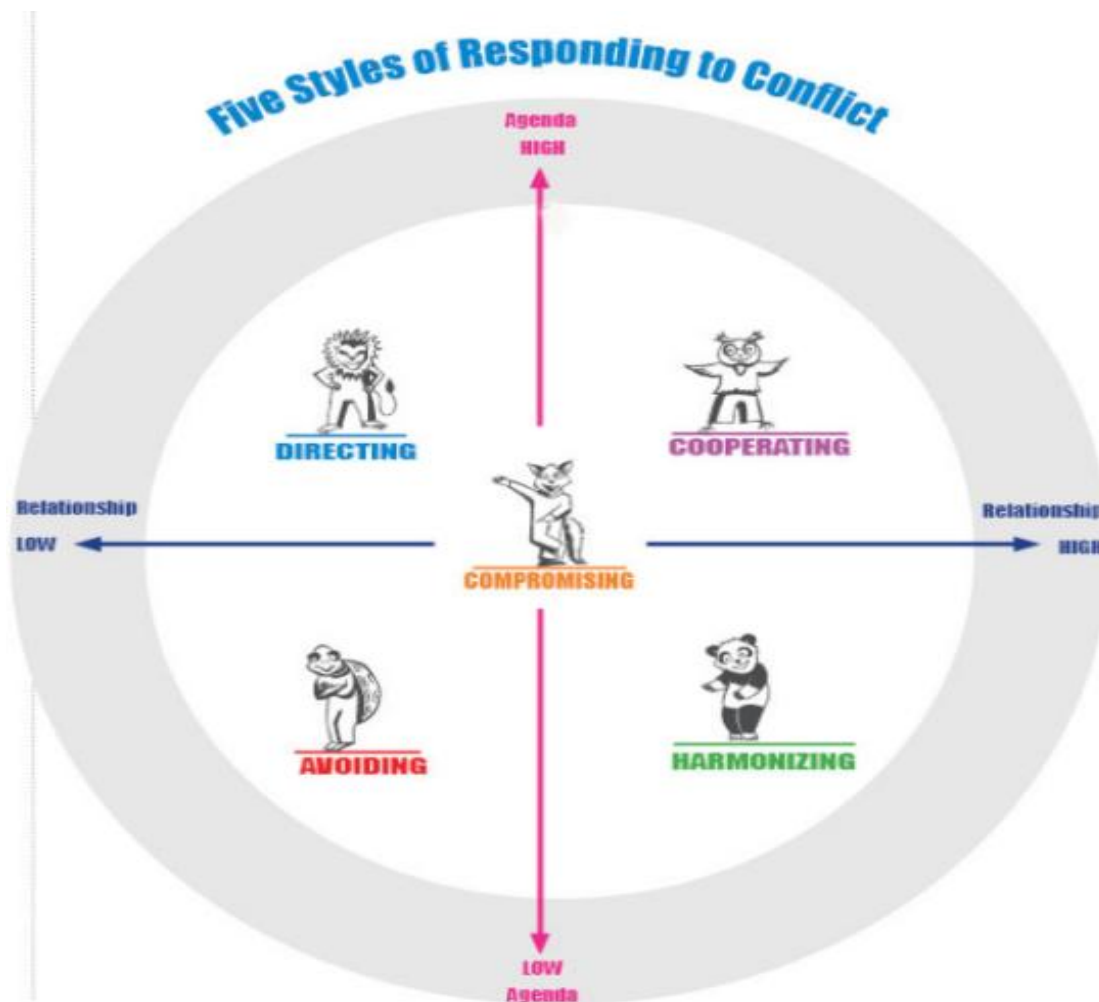 Five Styles of Responding to Conflict
Agenda
HIGH
DIRECTING
COOPERATING
Relationship
LOW
Relationship
HIGH
COMPROMISING
AVOIDING
HARMONIZING
LOW
Agenda